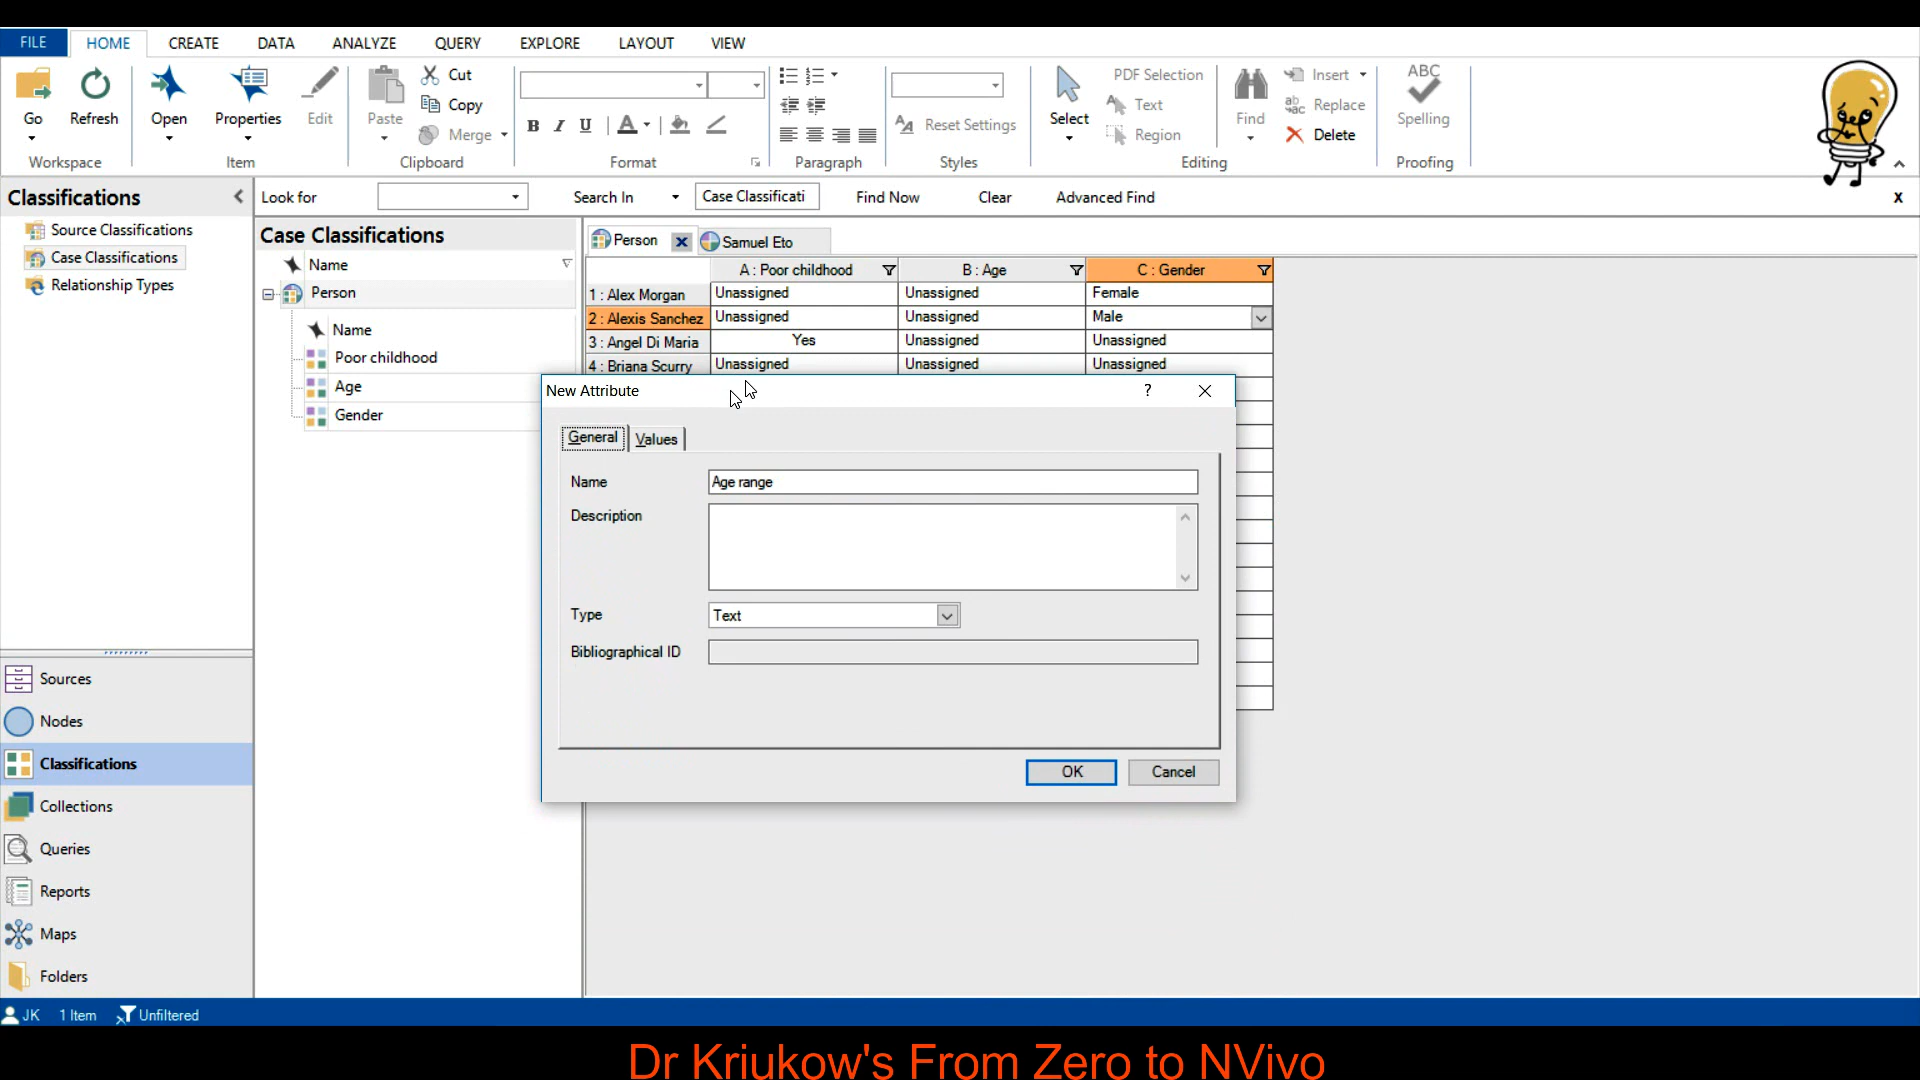 FILE HOME CREATE DATA ANALYZE QUERY EXPLORE LAYOUT VIEW
Go Refresh Open Properties Edit Paste Cut Copy Merge
B I U A
Reset Settings
Select PDF Selection Text Region
Find Insert Replace Delete
ABC
Spelling
Workspace Item Clipboard Format Paragraph Styles Editing Proofing
Classifications
Source Classifications
Case Classifications
Relationship Types
Look for Search In Case Classificati Find Now Clear Advanced Find x
Case Classifications
Name
Person
Name
Poor childhood
Age
Gender
Person Samuel Eto
A : Poor childhood B : Age C : Gender
1 : Alex Morgan Unassigned Unassigned Female
2 : Alexis Sanchez Unassigned Unassigned Male
3 : Angel Di Maria Yes Unassigned Unassigned
4 : Briana Scurry Unassigned Unassigned Unassigned
New Attribute ?
General Values
Name Age range
Description
Type Text
Bibliographical ID
OK Cancel
Sources
Nodes
Classifications
Collections
Queries
Reports
Maps
Folders
JK 1 Item Unfiltered
Dr Kriukow's From Zero to NVivo